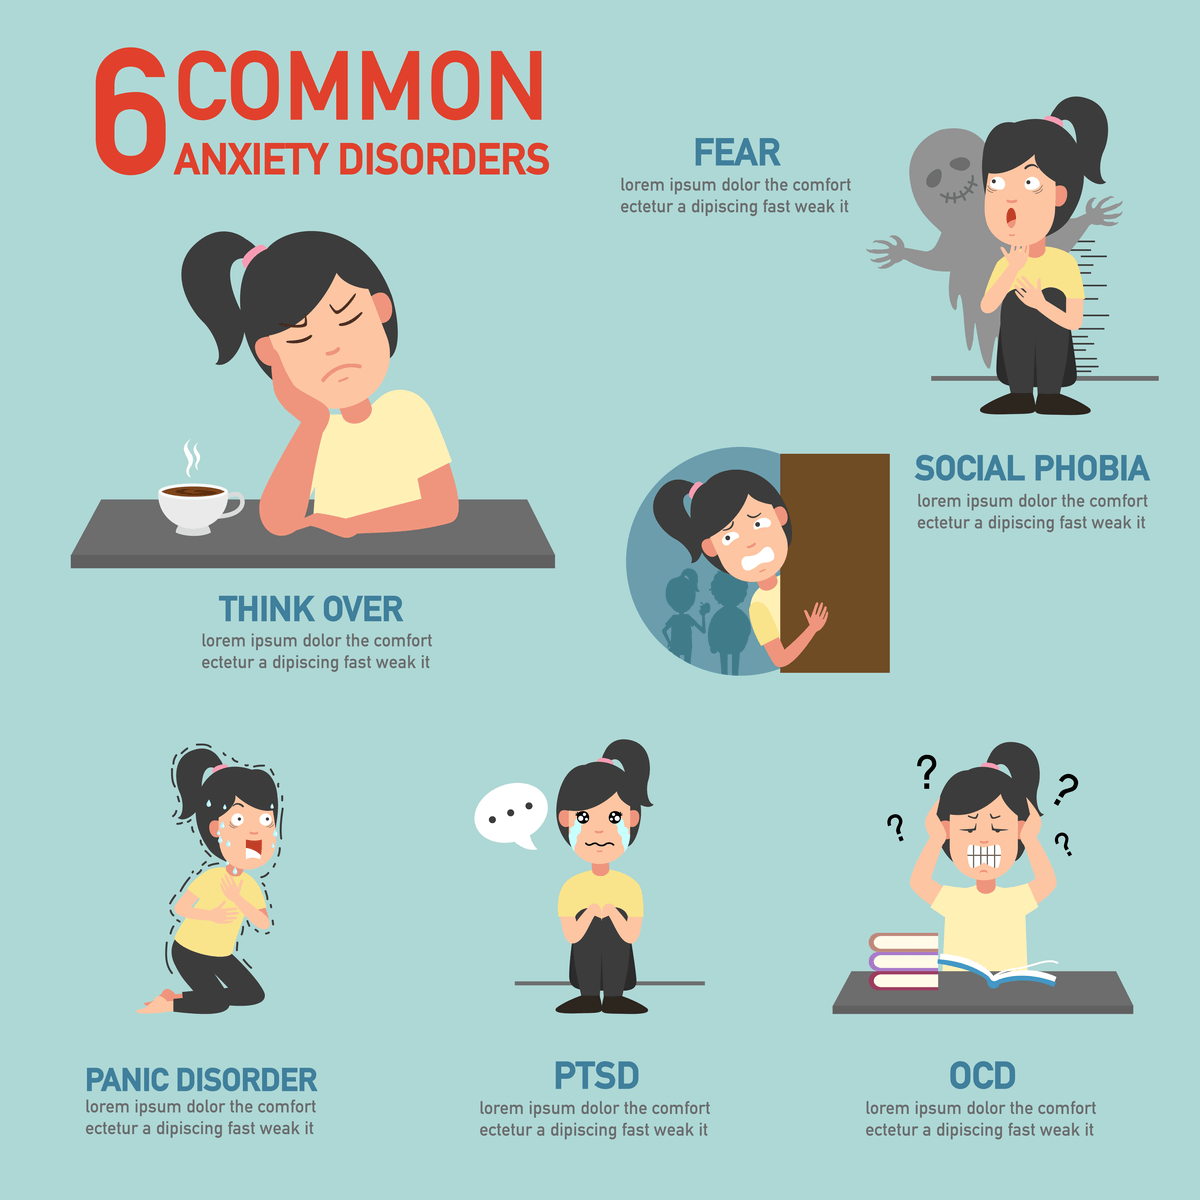 6 COMMON
ANXIETY DISORDERS
FEAR
lorem ipsum dolor the comfort
ectetur a dipiscing fast weak it
SOCIAL PHOBIA
lorem ipsum dolor the comfort
ectetur a dipiscing fast weak it
THINK OVER
lorem ipsum dolor the comfort
ectetur a dipiscing fast weak it
? ? ? ?
PANIC DISORDER
lorem ipsum dolor the comfort
ectetur a dipiscing fast weak it
PTSD
lorem ipsum dolor the comfort
ectetur a dipiscing fast weak it
OCD
lorem ipsum dolor the comfort
ectetur a dipiscing fast weak it